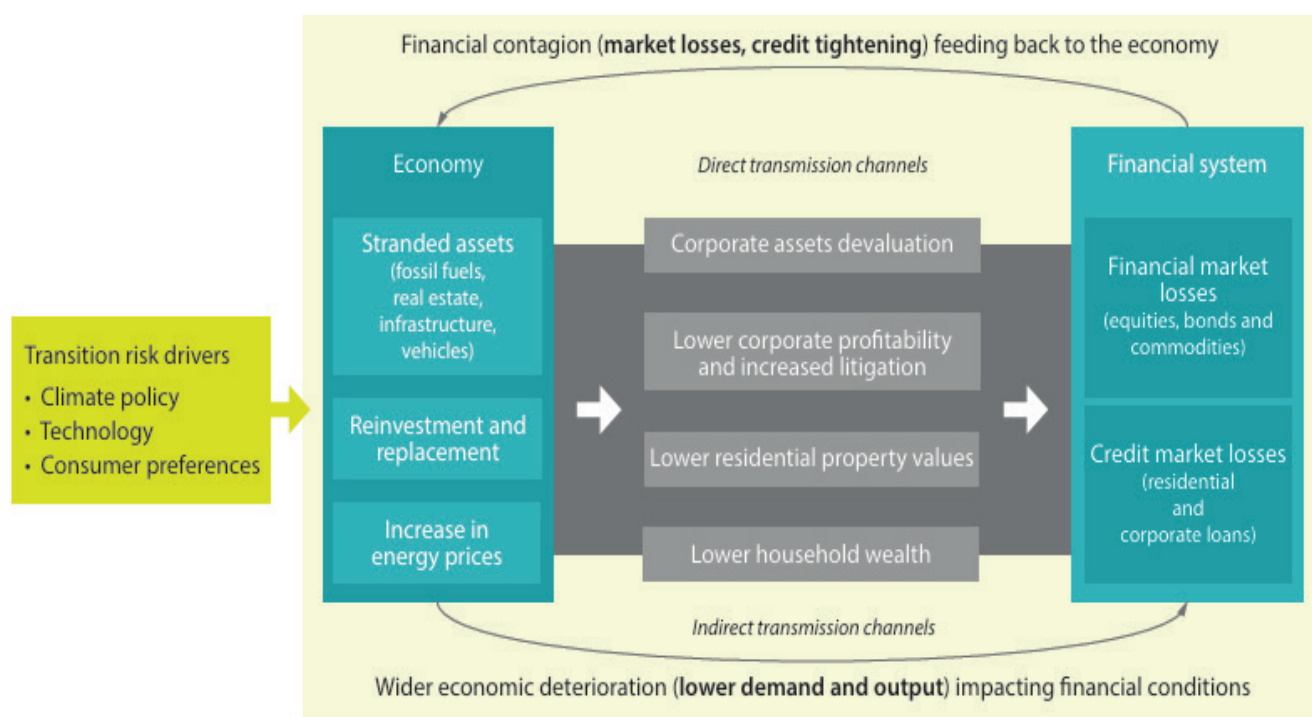 Financial contagion (market losses, credit tightening) feeding back to the economy
Economy
Direct transmission channels
Financial system
Transition risk drivers
• Climate policy
• Technology
• Consumer preferences
Stranded assets
(fossil fuels,
real estate,
infrastructure,
vehicles)
Reinvestment and
replacement
Increase in
energy prices
Corporate assets devaluation
Lower corporate profitability
and increased litigation
Lower residential property values
Lower household wealth
Financial market
losses
(equities, bonds and
commodities)
Credit market losses
(residential
and
corporate loans)
Indirect transmission channels
Wider economic deterioration (lower demand and output) impacting financial conditions